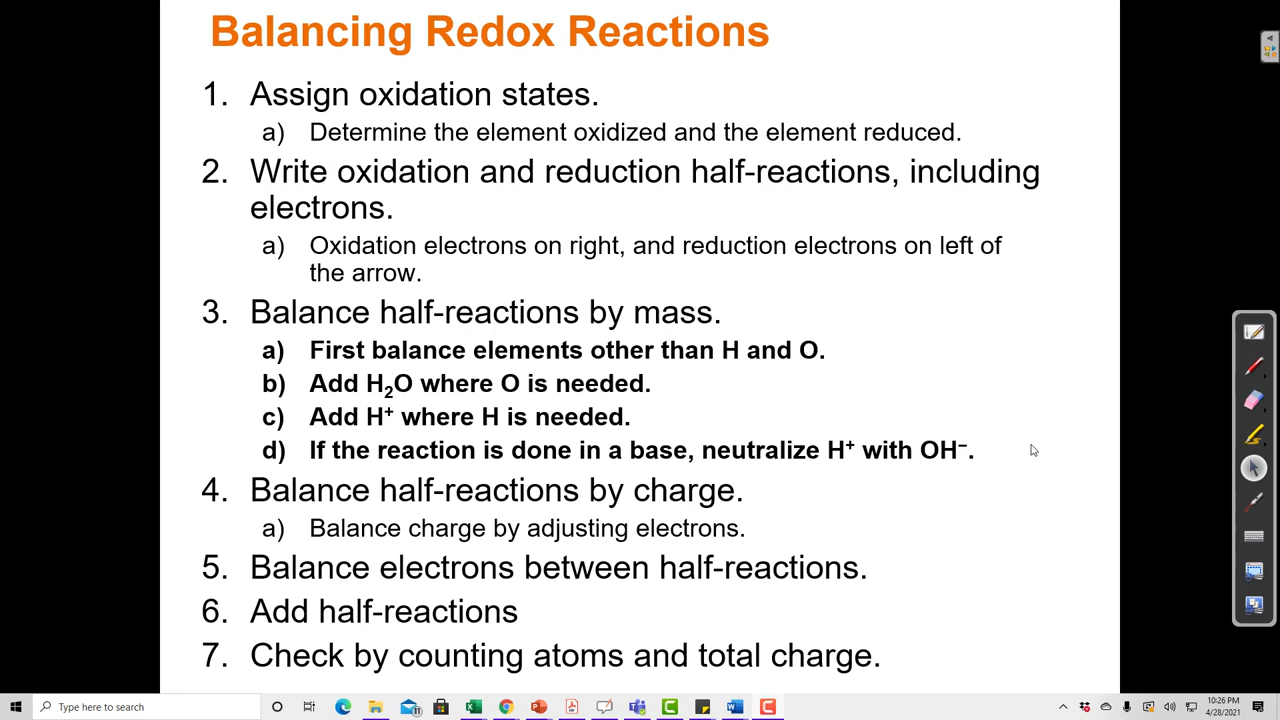 Balancing Redox Reactions
1. Assign oxidation states.
a) Determine the element oxidized and the element reduced.
2. Write oxidation and reduction half-reactions, including
electrons.
a) Oxidation electrons on right, and reduction electrons on left of
the arrow.
3. Balance half-reactions by mass.
a) First balance elements other than H and O.
b) Add H₂O where O is needed.
c) Add H⁺ where H is needed.
d) If the reaction is done in a base, neutralize H⁺ with OH⁻.
4. Balance half-reactions by charge.
a) Balance charge by adjusting electrons.
5. Balance electrons between half-reactions.
6. Add half-reactions
7. Check by counting atoms and total charge.
Type here to search
10:26 PM
4/28/2021